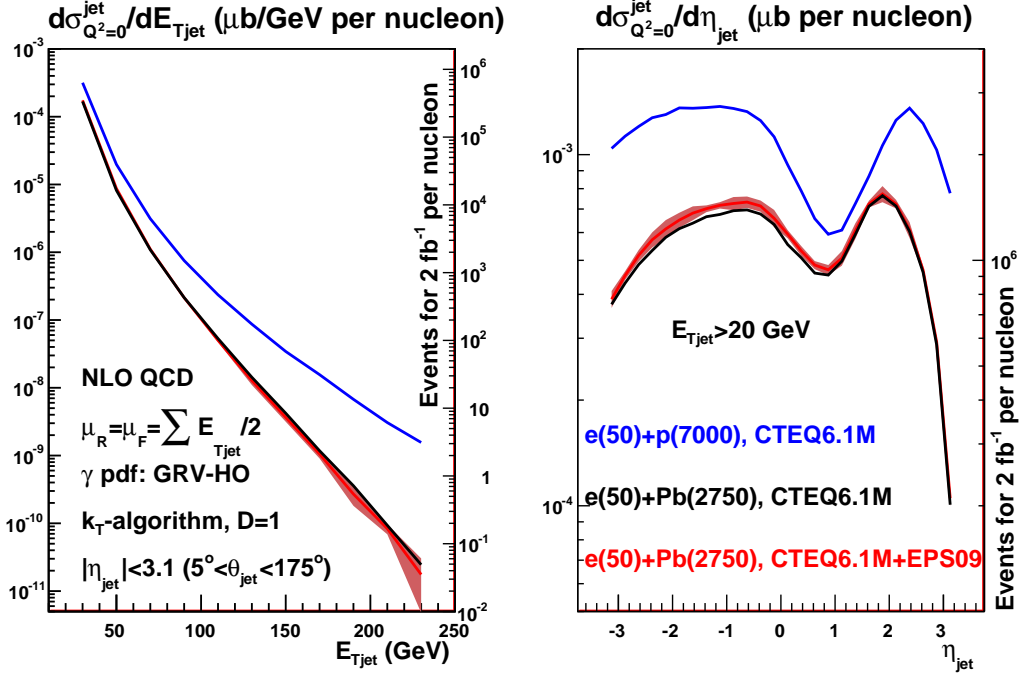 dσ^jet_Q²=0/dE_Tjet (μb/GeV per nucleon)
10^-3
10^-4
10^-5
10^-6
10^-7
10^-8
10^-9
10^-10
10^-11
10^6
10^5
10^4
10^3
10^2
10
1
10^-1
10^-2
Events for 2 fb^-1 per nucleon
NLO QCD
μ_R=μ_F=∑ E_Tjet/2
γ pdf: GRV-HO
k_T-algorithm, D=1
|η_jet|<3.1 (5°<θ_jet<175°)
50 100 150 200 250
E_Tjet (GeV)
dσ^jet_Q²=0/dη_jet (μb per nucleon)
10^-3
10^-4
10^6
Events for 2 fb^-1 per nucleon
E_Tjet>20 GeV
e(50)+p(7000), CTEQ6.1M
e(50)+Pb(2750), CTEQ6.1M
e(50)+Pb(2750), CTEQ6.1M+EPS09
-3 -2 -1 0 1 2 3
η_jet